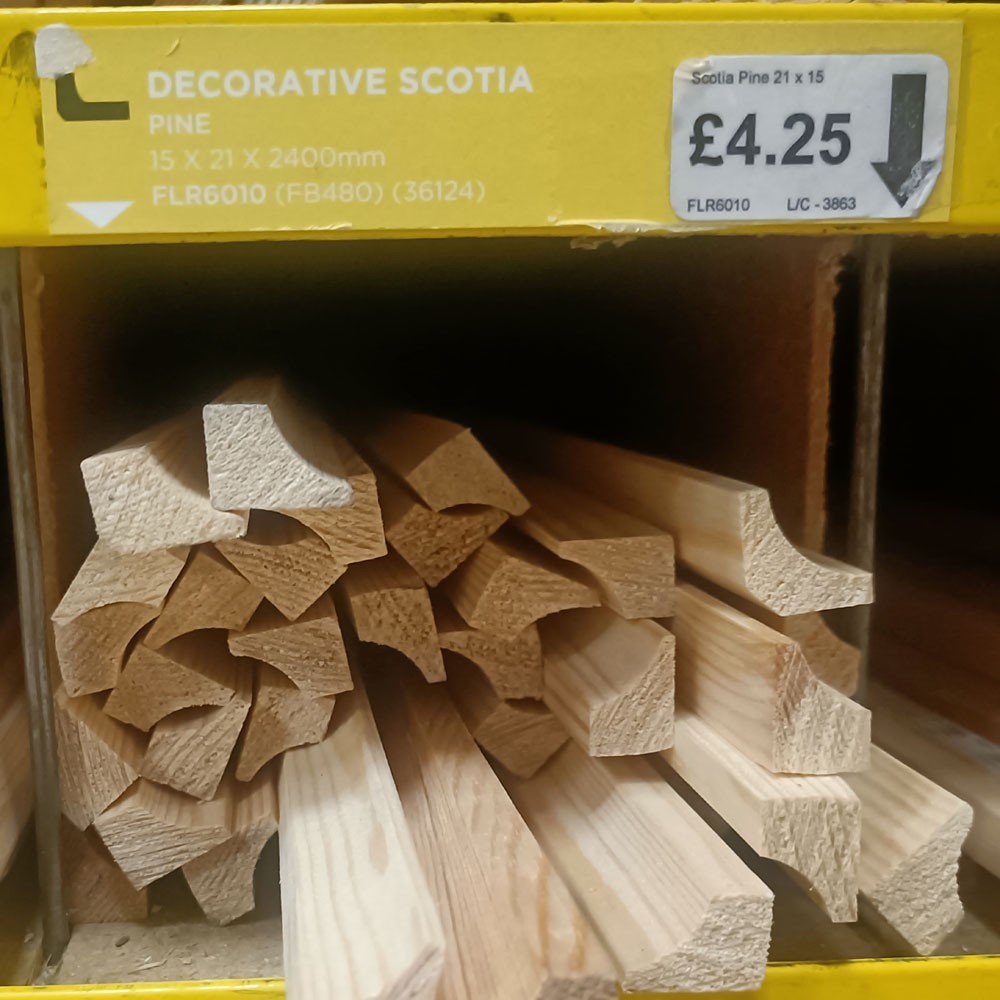 DECORATIVE SCOTIA
PINE
15 X 21 X 2400mm
FLR6010 (FB480) (36124)
Scotia Pine 21 x 15
£4.25
FLR6010 L/C - 3863